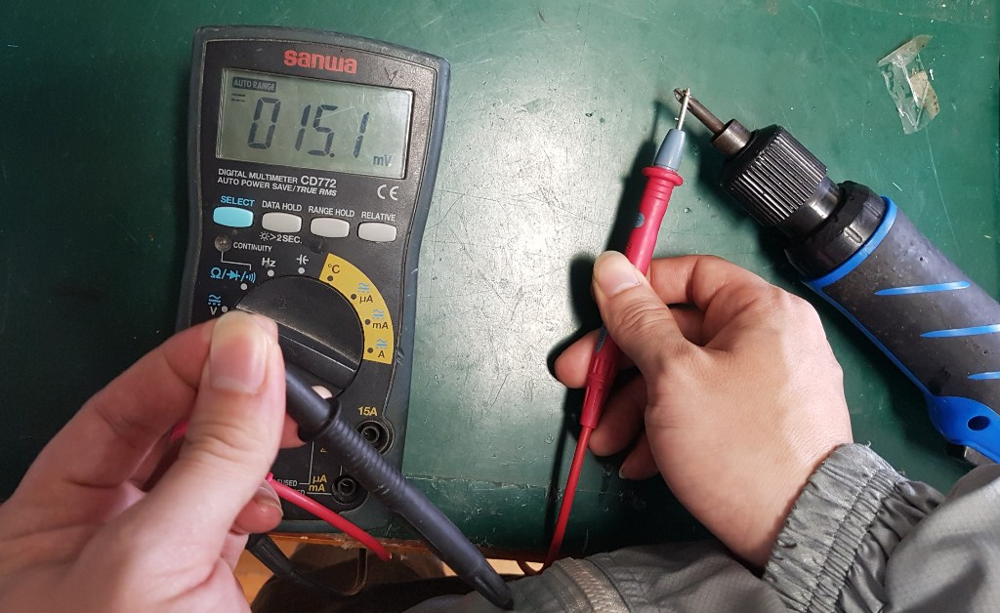 sanwa
AUTO RANGE
015.1 mV
DIGITAL MULTIMETER CD772
AUTO POWER SAVE/TRUE RMS
CE
SELECT
DATA HOLD
RANGE HOLD
RELATIVE
>2SEC.
CONTINUITY
Hz
°C
Ω/
μA
V
mA
A
15A
μA
mA